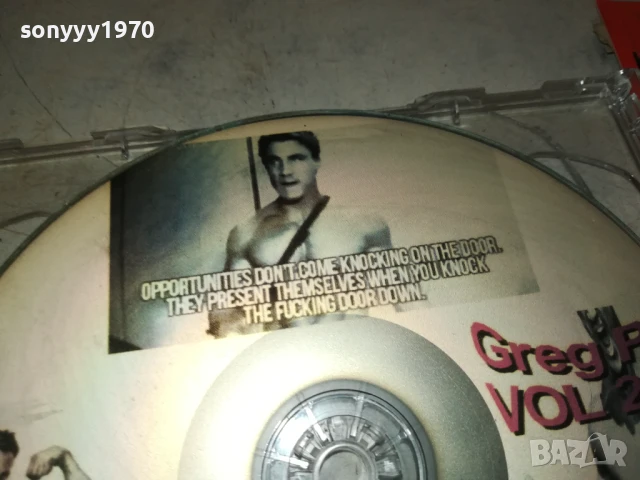 sonyyy1970
OPPORTUNITIES DON'T COME KNOCKING ON THE DOOR.
THEY PRESENT THEMSELVES WHEN YOU KNOCK
THE FUCKING DOOR DOWN.
Greg
VOL 2
BAZAR